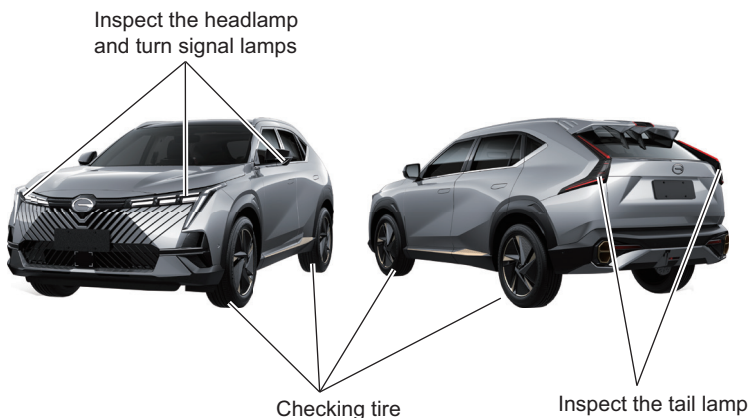 Inspect the headlamp
and turn signal lamps
Checking tire
Inspect the tail lamp